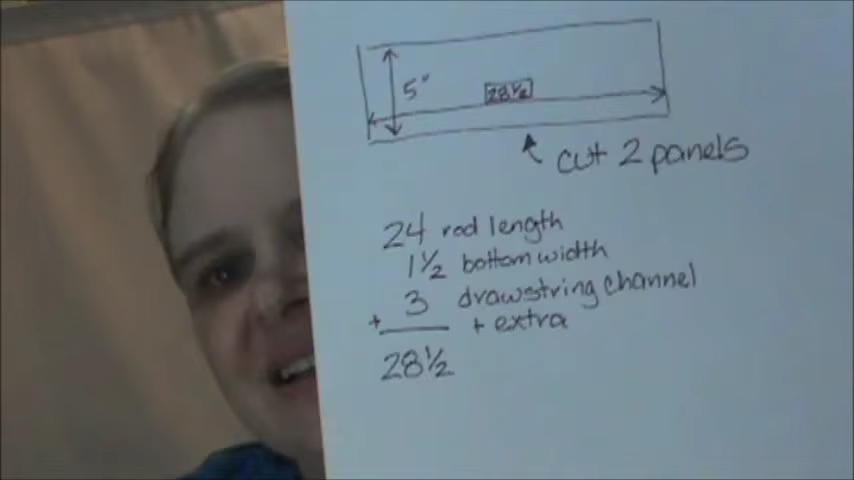 5"
28½
cut 2 panels
24 rod length
1½ bottom width
+ 3 drawstring channel
+ extra
28½